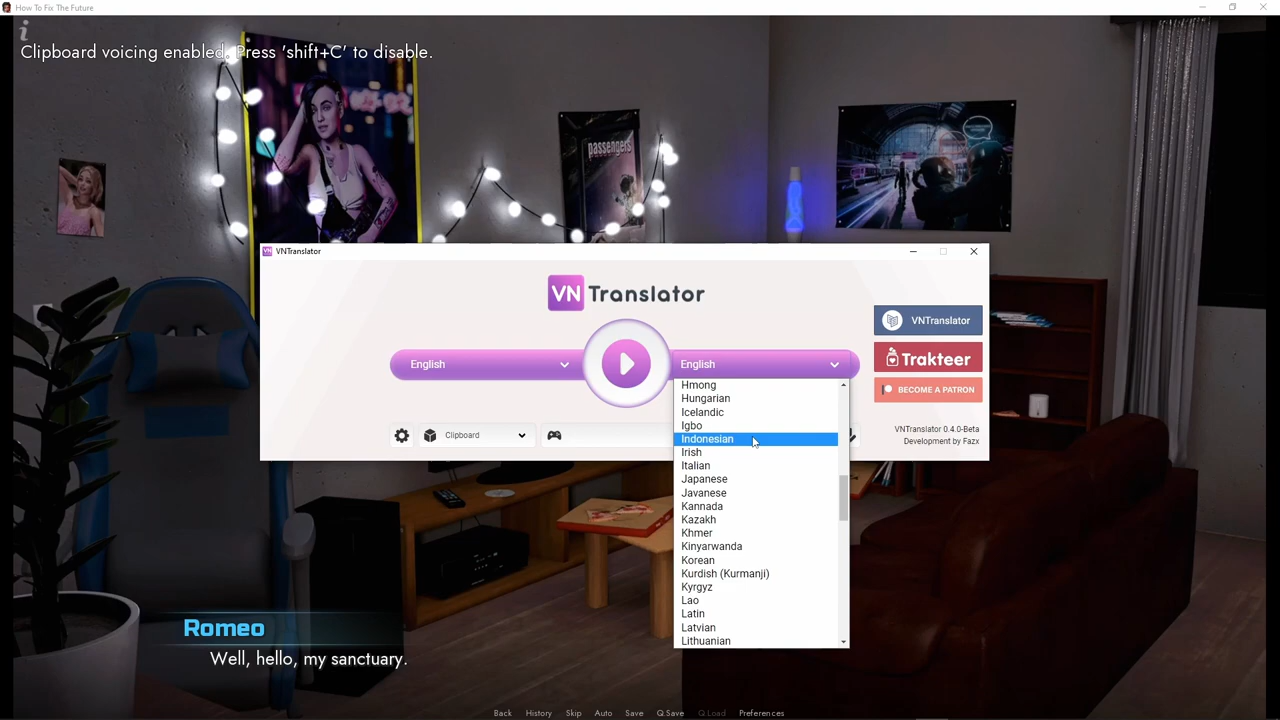 How To Fix The Future
i
Clipboard voicing enabled. Press 'shift+C' to disable.
passengers
VN VNTranslator
VN Translator
English
English
VNTranslator
Trakteer
BECOME A PATRON
Clipboard
VNTranslator 0.4.0-Beta
Development by Fazx
Hmong
Hungarian
Icelandic
Igbo
Indonesian
Irish
Italian
Japanese
Javanese
Kannada
Kazakh
Khmer
Kinyarwanda
Korean
Kurdish (Kurmanji)
Kyrgyz
Lao
Latin
Latvian
Lithuanian
Romeo
Well, hello, my sanctuary.
Back History Skip Auto Save Q.Save Q.Load Preferences